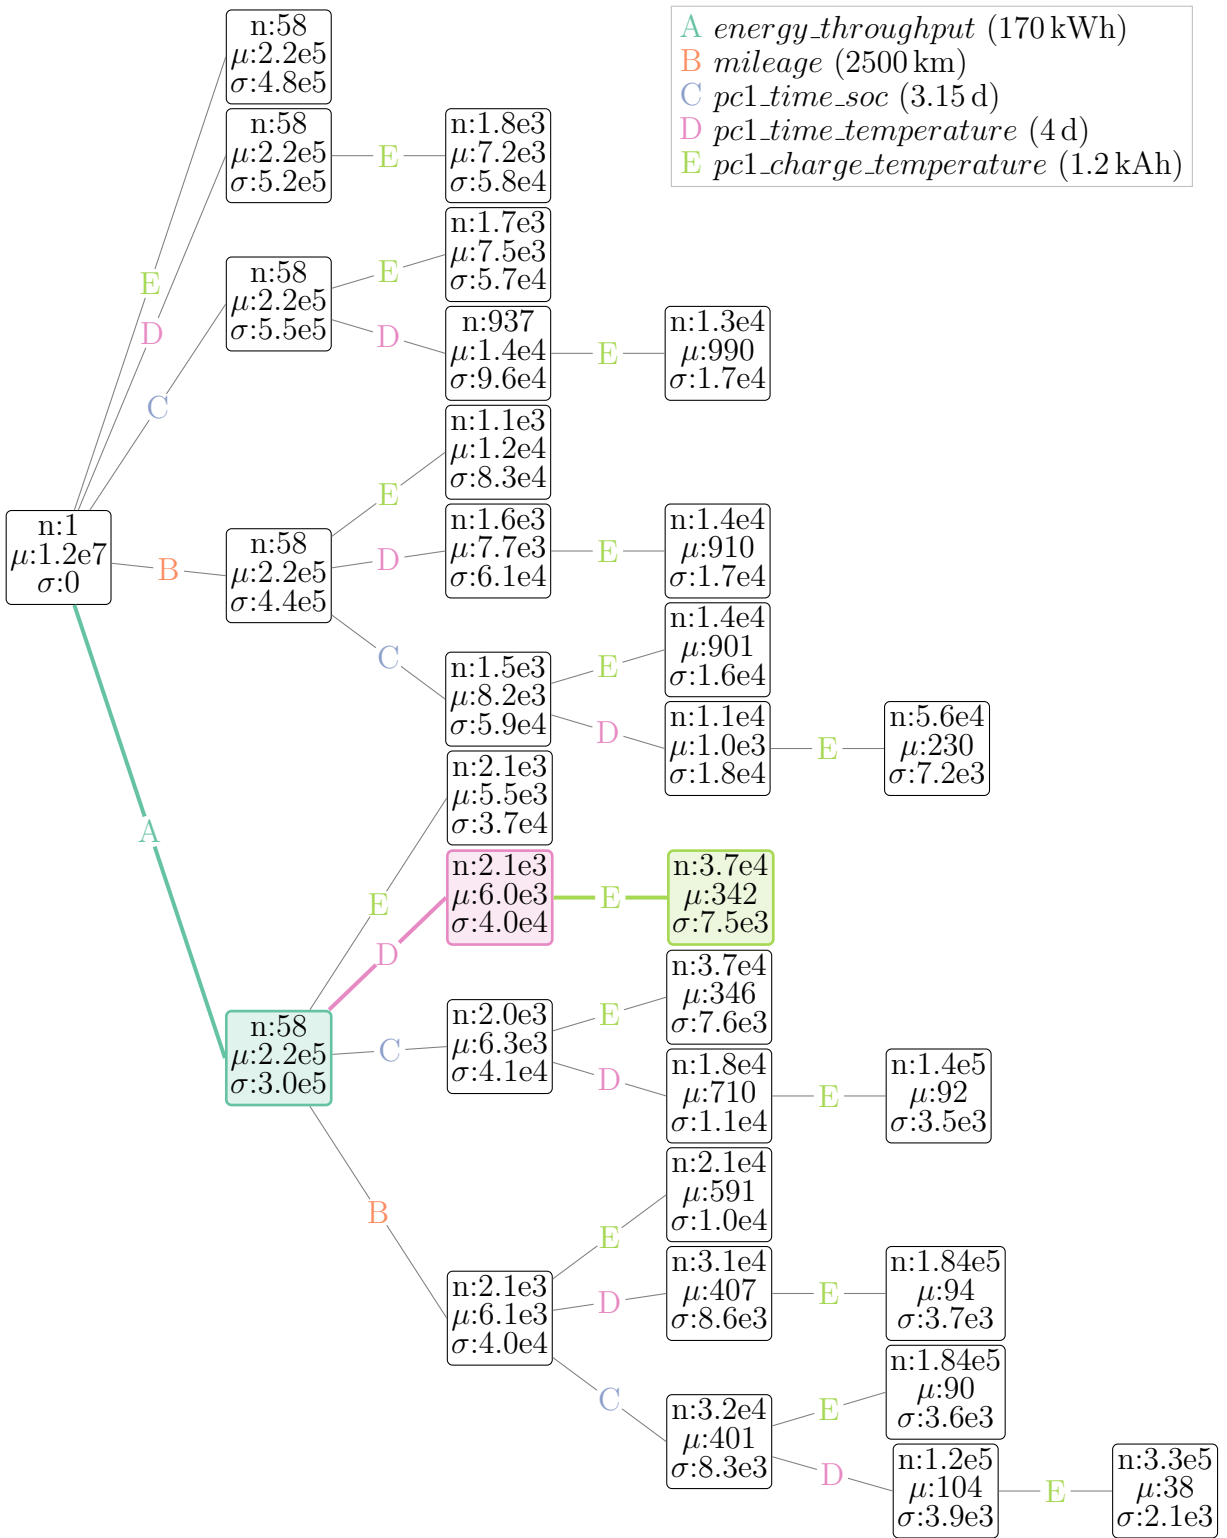 n:58
μ:2.2e5
σ:4.8e5
A energy_throughput (170 kWh)
B mileage (2500 km)
C pc1_time_soc (3.15 d)
D pc1_time_temperature (4 d)
E pc1_charge_temperature (1.2 kAh)
n:58
μ:2.2e5
σ:5.2e5
E
n:1.8e3
μ:7.2e3
σ:5.8e4
E
D
C
n:58
μ:2.2e5
σ:5.5e5
E
n:1.7e3
μ:7.5e3
σ:5.7e4
D
n:937
μ:1.4e4
σ:9.6e4
E
n:1.3e4
μ:990
σ:1.7e4
n:1
μ:1.2e7
σ:0
B
n:58
μ:2.2e5
σ:4.4e5
E
n:1.1e3
μ:1.2e4
σ:8.3e4
D
n:1.6e3
μ:7.7e3
σ:6.1e4
E
n:1.4e4
μ:910
σ:1.7e4
C
n:1.5e3
μ:8.2e3
σ:5.9e4
E
n:1.4e4
μ:901
σ:1.6e4
D
n:1.1e4
μ:1.0e3
σ:1.8e4
E
n:5.6e4
μ:230
σ:7.2e3
A
n:58
μ:2.2e5
σ:3.0e5
E
n:2.1e3
μ:5.5e3
σ:3.7e4
D
n:2.1e3
μ:6.0e3
σ:4.0e4
E
n:3.7e4
μ:342
σ:7.5e3
C
n:2.0e3
μ:6.3e3
σ:4.1e4
E
n:3.7e4
μ:346
σ:7.6e3
D
n:1.8e4
μ:710
σ:1.1e4
E
n:1.4e5
μ:92
σ:3.5e3
B
n:2.1e3
μ:6.1e3
σ:4.0e4
E
n:2.1e4
μ:591
σ:1.0e4
D
n:3.1e4
μ:407
σ:8.6e3
E
n:1.84e5
μ:94
σ:3.7e3
C
n:3.2e4
μ:401
σ:8.3e3
E
n:1.84e5
μ:90
σ:3.6e3
D
n:1.2e5
μ:104
σ:3.9e3
E
n:3.3e5
μ:38
σ:2.1e3